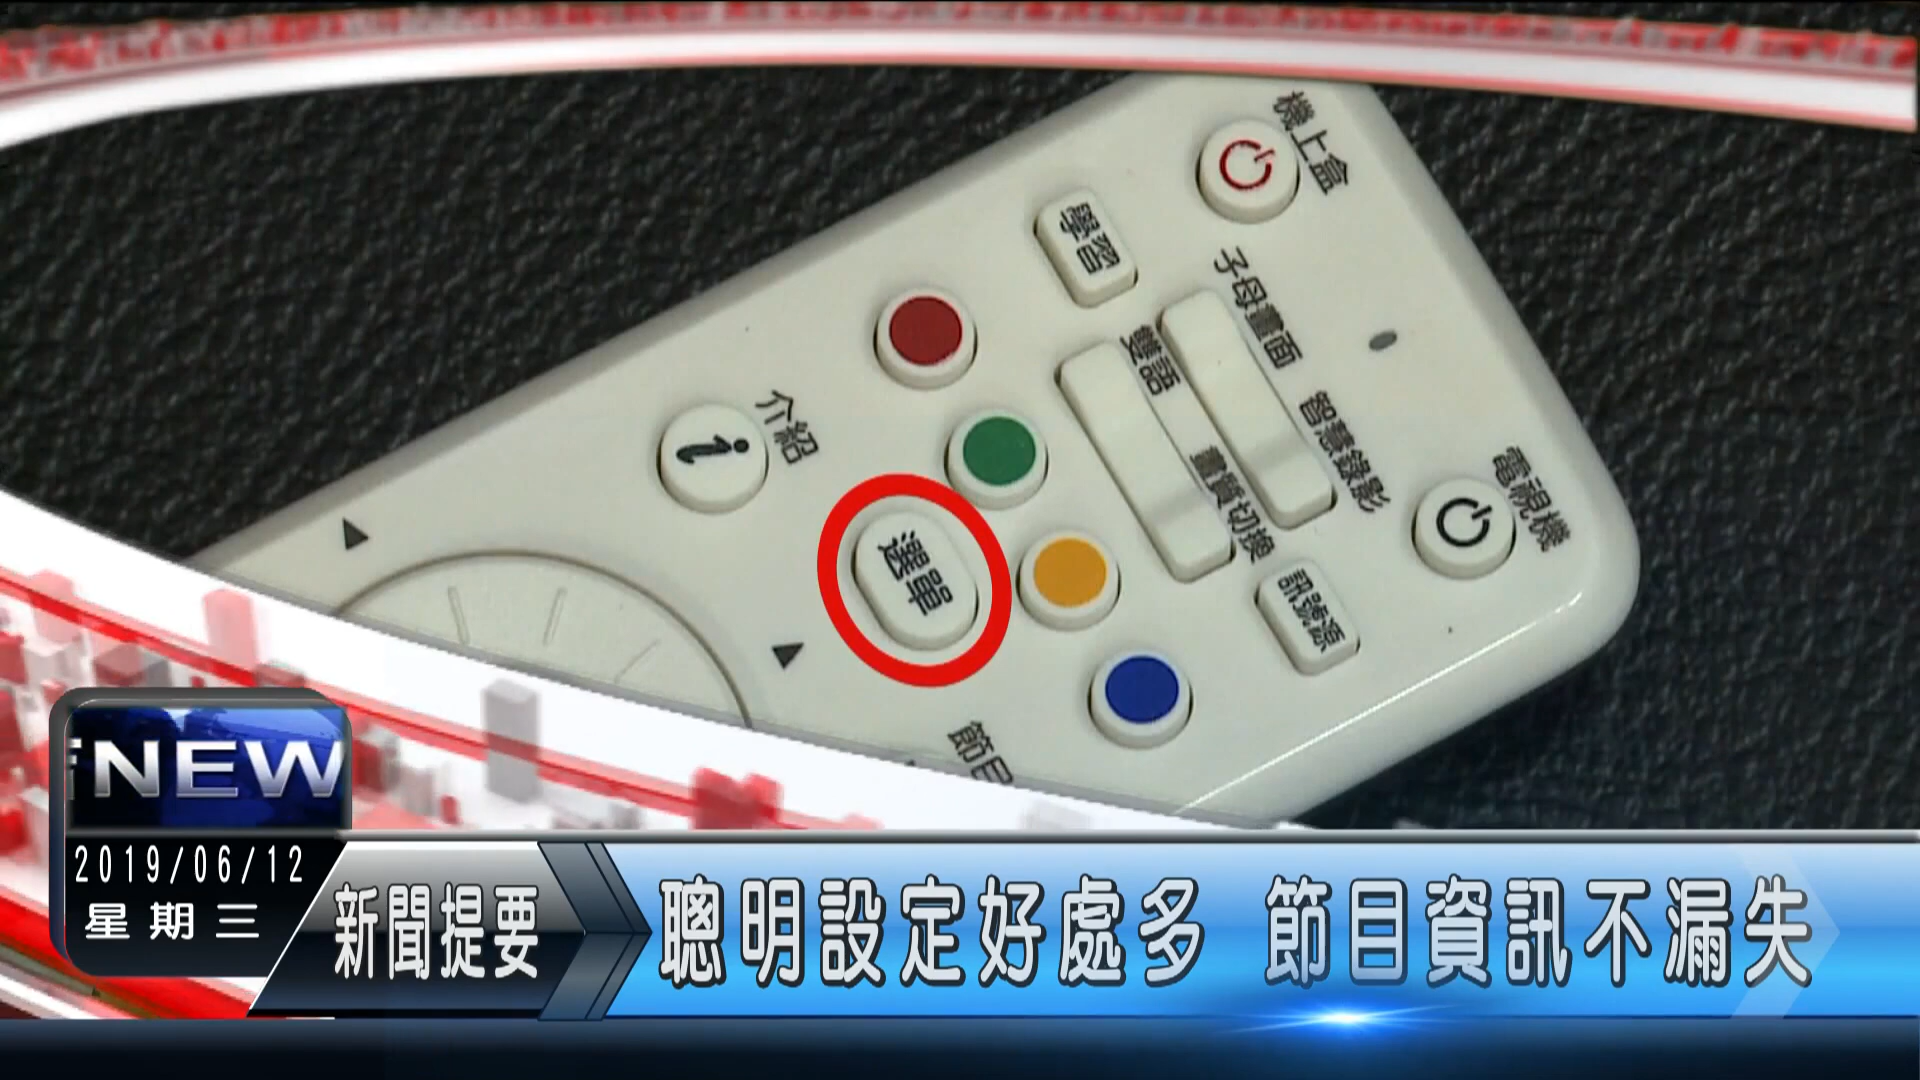 機上盒
學習
子母畫面
雙語
智慧錄影
介紹
i
畫質切換
電視機
選單
訊號源
節目
NEW
2019/06/12
星期三
新聞提要
聰明設定好處多 節目資訊不漏失